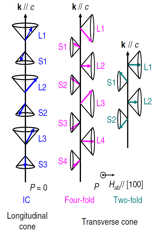 k // c
k // c
k // c
L1
S1
L2
S2
L3
S3
L1
S1
L2
S2
L3
S3
L4
S4
L1
S1
L2
S2
P = 0
P
Hab// [100]
IC
Four-fold
Two-fold
Longitudinal
cone
Transverse cone